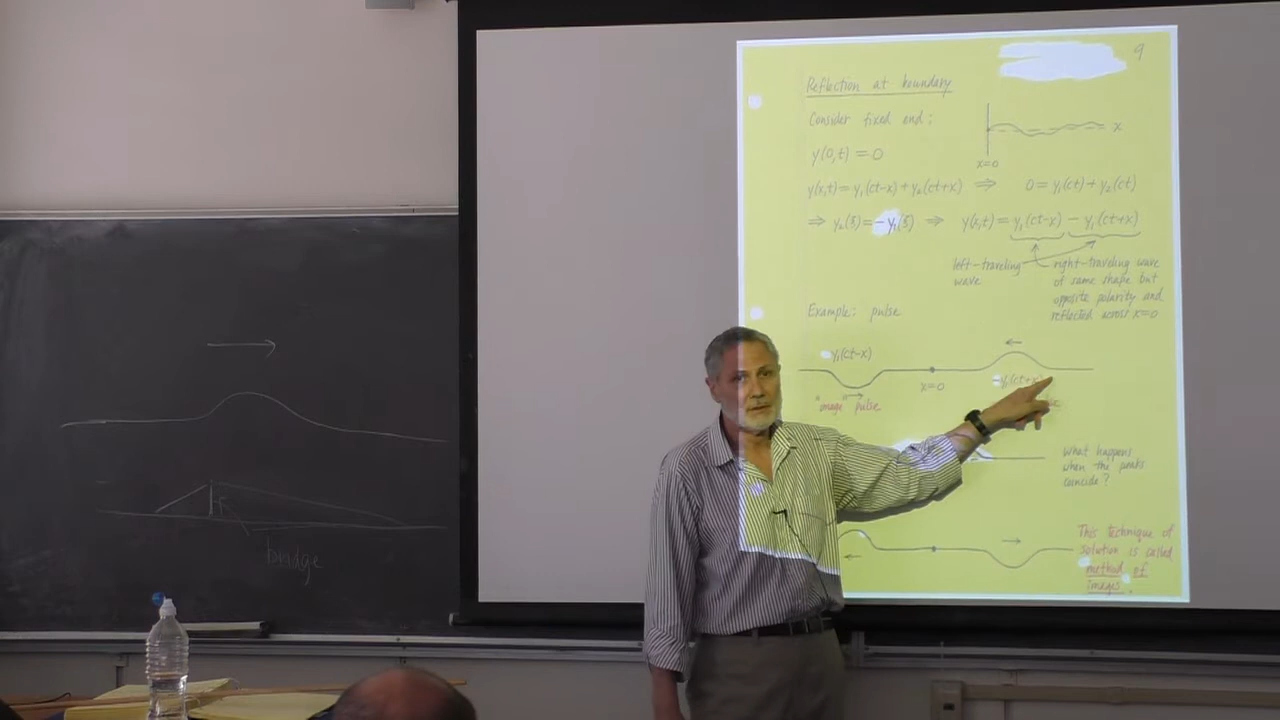 9
Reflection at boundary
Consider fixed end:
x
x=0
y(0,t) = 0
y(x,t) = y₁(ct-x) + y₂(ct+x) ⇒ 0 = y₁(ct) + y₂(ct)
⇒ y₂(ξ) = -y₁(ξ) ⇒ y(x,t) = y₁(ct-x) - y₁(ct+x)
left-traveling wave
right-traveling wave
of same shape but
opposite polarity and
reflected across x=0
Example: pulse
y₁(ct-x)
x=0
-y₁(ct+x)
"image" pulse
What happens
when the peaks
coincide?
This technique of
solution is called
method of
images.
bridge